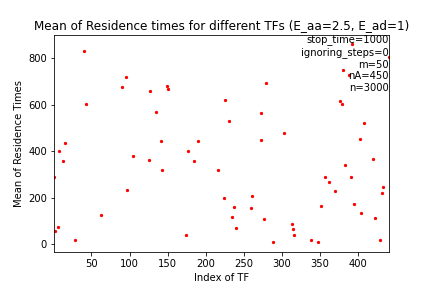 Mean of Residence times for different TFs (E_aa=2.5, E_ad=1)
stop_time=1000
ignoring_steps=0
m=50
nA=450
n=3000
Mean of Residence Times
800
600
400
200
0
50 100 150 200 250 300 350 400
Index of TF